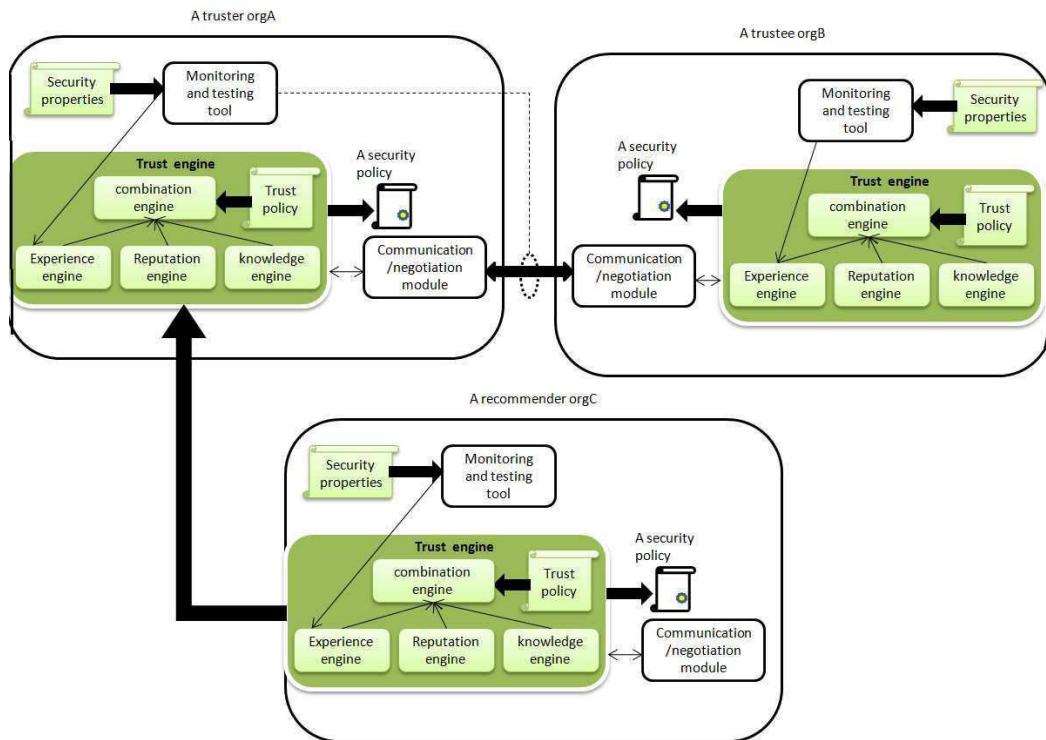 A truster orgA
Security
properties
Monitoring
and testing
tool
Trust engine
combination
engine
Trust
policy
Experience
engine
Reputation
engine
knowledge
engine
A security
policy
Communication
/negotiation
module
A trustee orgB
Monitoring
and testing
tool
Security
properties
A security
policy
Trust engine
combination
engine
Trust
policy
Communication
/negotiation
module
Experience
engine
Reputation
engine
knowledge
engine
A recommender orgC
Security
properties
Monitoring
and testing
tool
Trust engine
combination
engine
Trust
policy
Experience
engine
Reputation
engine
knowledge
engine
A security
policy
Communication
/negotiation
module